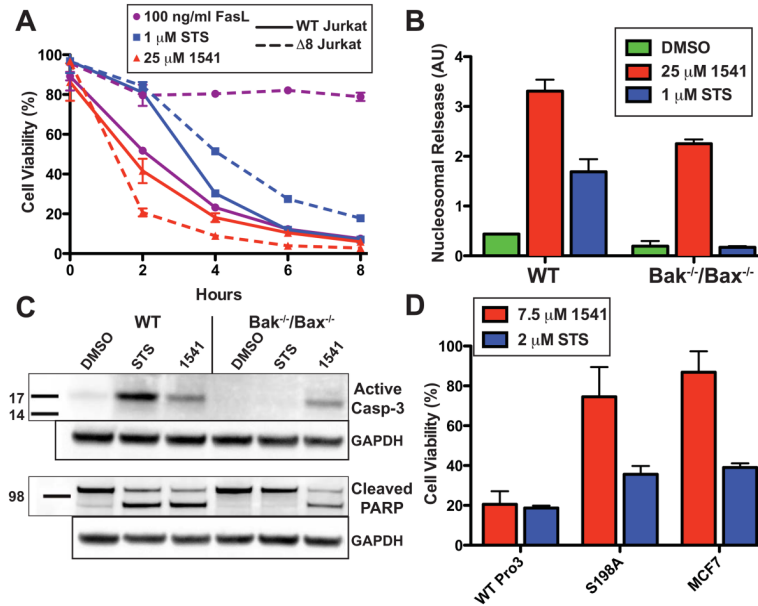 A
100 ng/ml FasL
1 μM STS
25 μM 1541
WT Jurkat
Δ8 Jurkat
Cell Viability (%)
100
80
60
40
20
0
0
2
4
6
8
Hours
B
DMSO
25 μM 1541
1 μM STS
Nucleosomal Relsease (AU)
4
3
2
1
0
WT
Bak-/-/Bax-/-
C
WT
Bak-/-/Bax-/-
DMSO
STS
1541
DMSO
STS
1541
17
14
Active
Casp-3
GAPDH
98
Cleaved
PARP
GAPDH
D
7.5 μM 1541
2 μM STS
Cell Viability (%)
100
80
60
40
20
0
WT Pro3
S198A
MCF7